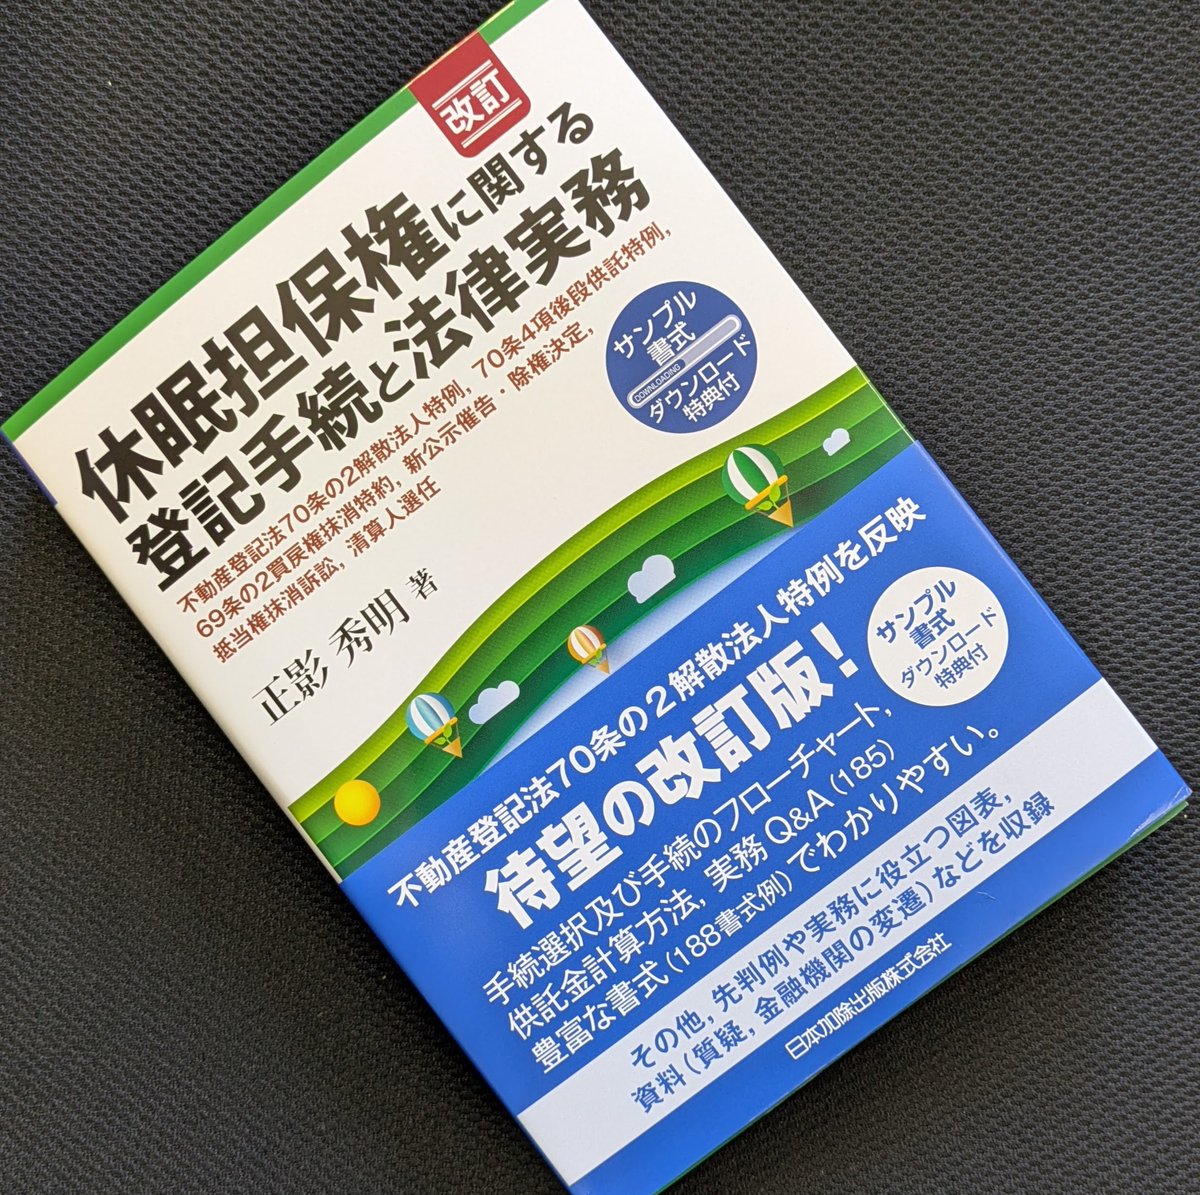 改訂
休眠担保権に関する
登記手続と法律実務
不動産登記法70条の2解散法人特例，70条4項後段供託特例，
69条の2買戻権抹消特約，新公示催告・除権決定，
抵当権抹消訴訟，清算人選任
正影 秀明 著
サンプル
書式
DOWNLOADING
ダウンロード
特典付
不動産登記法70条の2解散法人特例を反映
待望の改訂版！
サンプル
書式
ダウンロード
特典付
手続選択及び手続のフローチャート，
供託金計算方法，実務Q&A（185）
豊富な書式（188書式例）でわかりやすい。
その他，先判例や実務に役立つ図表，
資料（質疑，金融機関の変遷）などを収録
日本加除出版株式会社